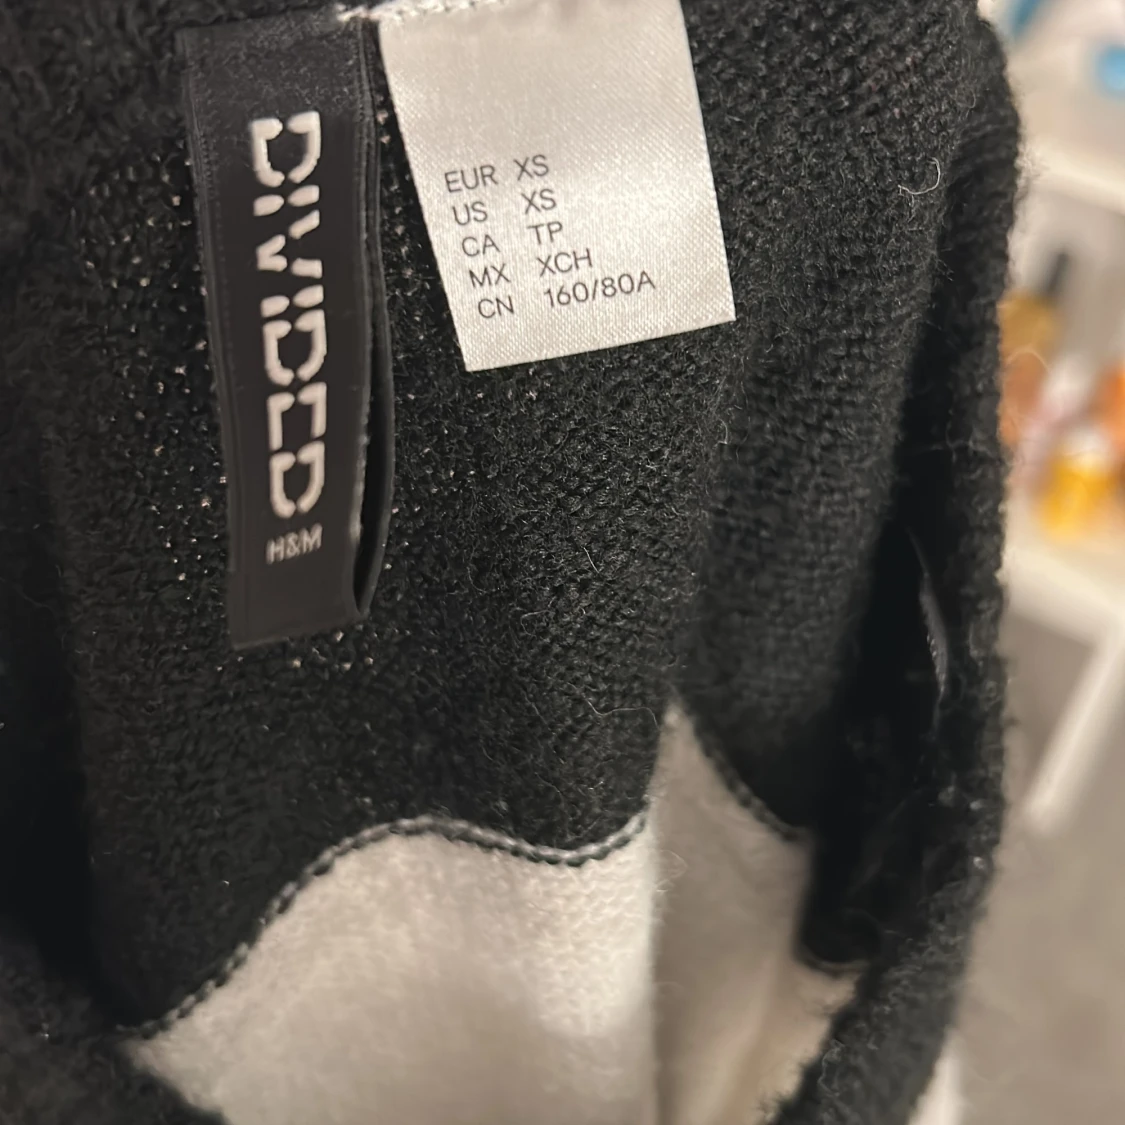 DIVIDED
H&M
EUR XS
US XS
CA TP
MX XCH
CN 160/80A